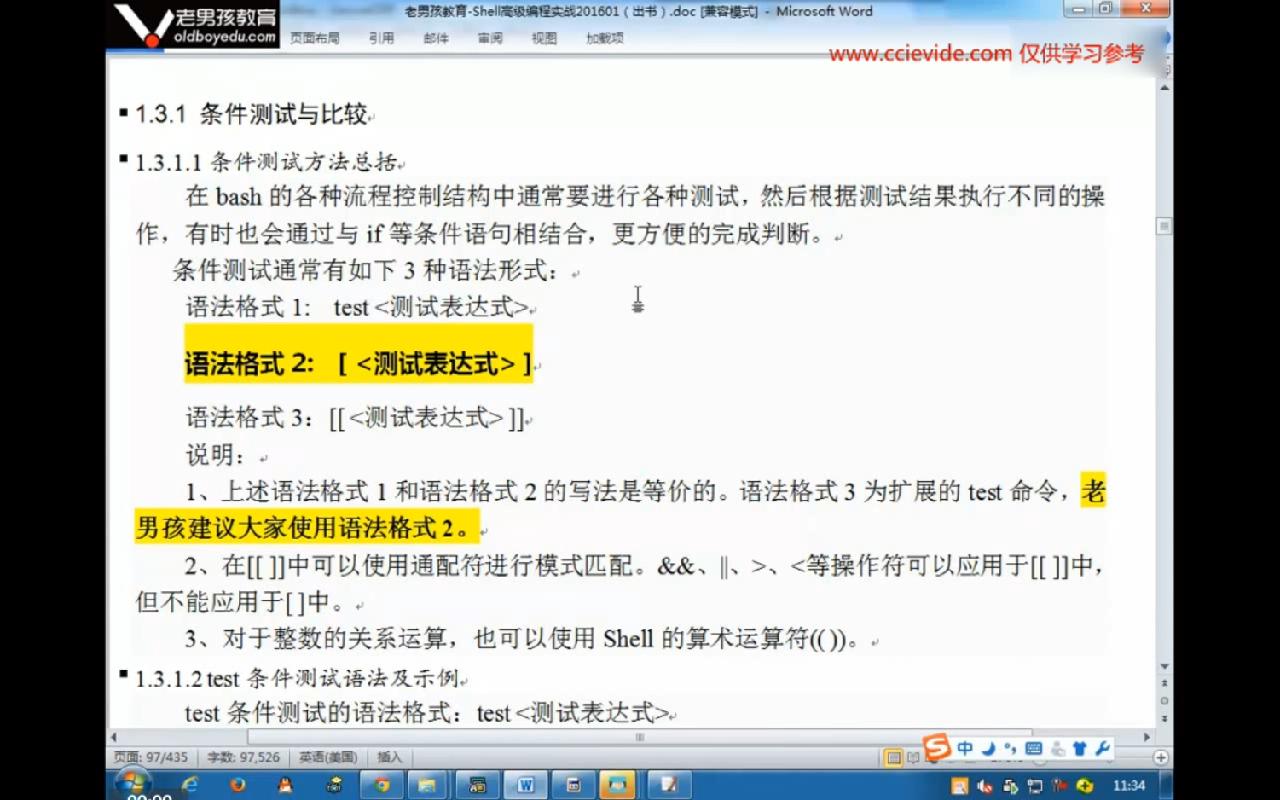 老男孩教育
oldboyedu.com
老男孩教育-Shell高级编程实战201601（出书）.doc [兼容模式] - Microsoft Word
页面布局 引用 邮件 审阅 视图 加载项
www.ccievide.com 仅供学习参考
1.3.1 条件测试与比较
1.3.1.1 条件测试方法总括
在 bash 的各种流程控制结构中通常要进行各种测试，然后根据测试结果执行不同的操
作，有时也会通过与 if 等条件语句相结合，更方便的完成判断。
条件测试通常有如下 3 种语法形式：
语法格式 1： test <测试表达式>
语法格式 2： [ <测试表达式> ]
语法格式 3：[[ <测试表达式> ]]
说明：
1、上述语法格式 1 和语法格式 2 的写法是等价的。语法格式 3 为扩展的 test 命令，老
男孩建议大家使用语法格式 2。
2、在[[ ]]中可以使用通配符进行模式匹配。&&、||、>、<等操作符可以应用于[[ ]]中，
但不能应用于[ ]中。
3、对于整数的关系运算，也可以使用 Shell 的算术运算符(( ))。
1.3.1.2 test 条件测试语法及示例
test 条件测试的语法格式：test <测试表达式>
页面: 97/435 字数: 97,526 英语(美国) 插入
中
11:34